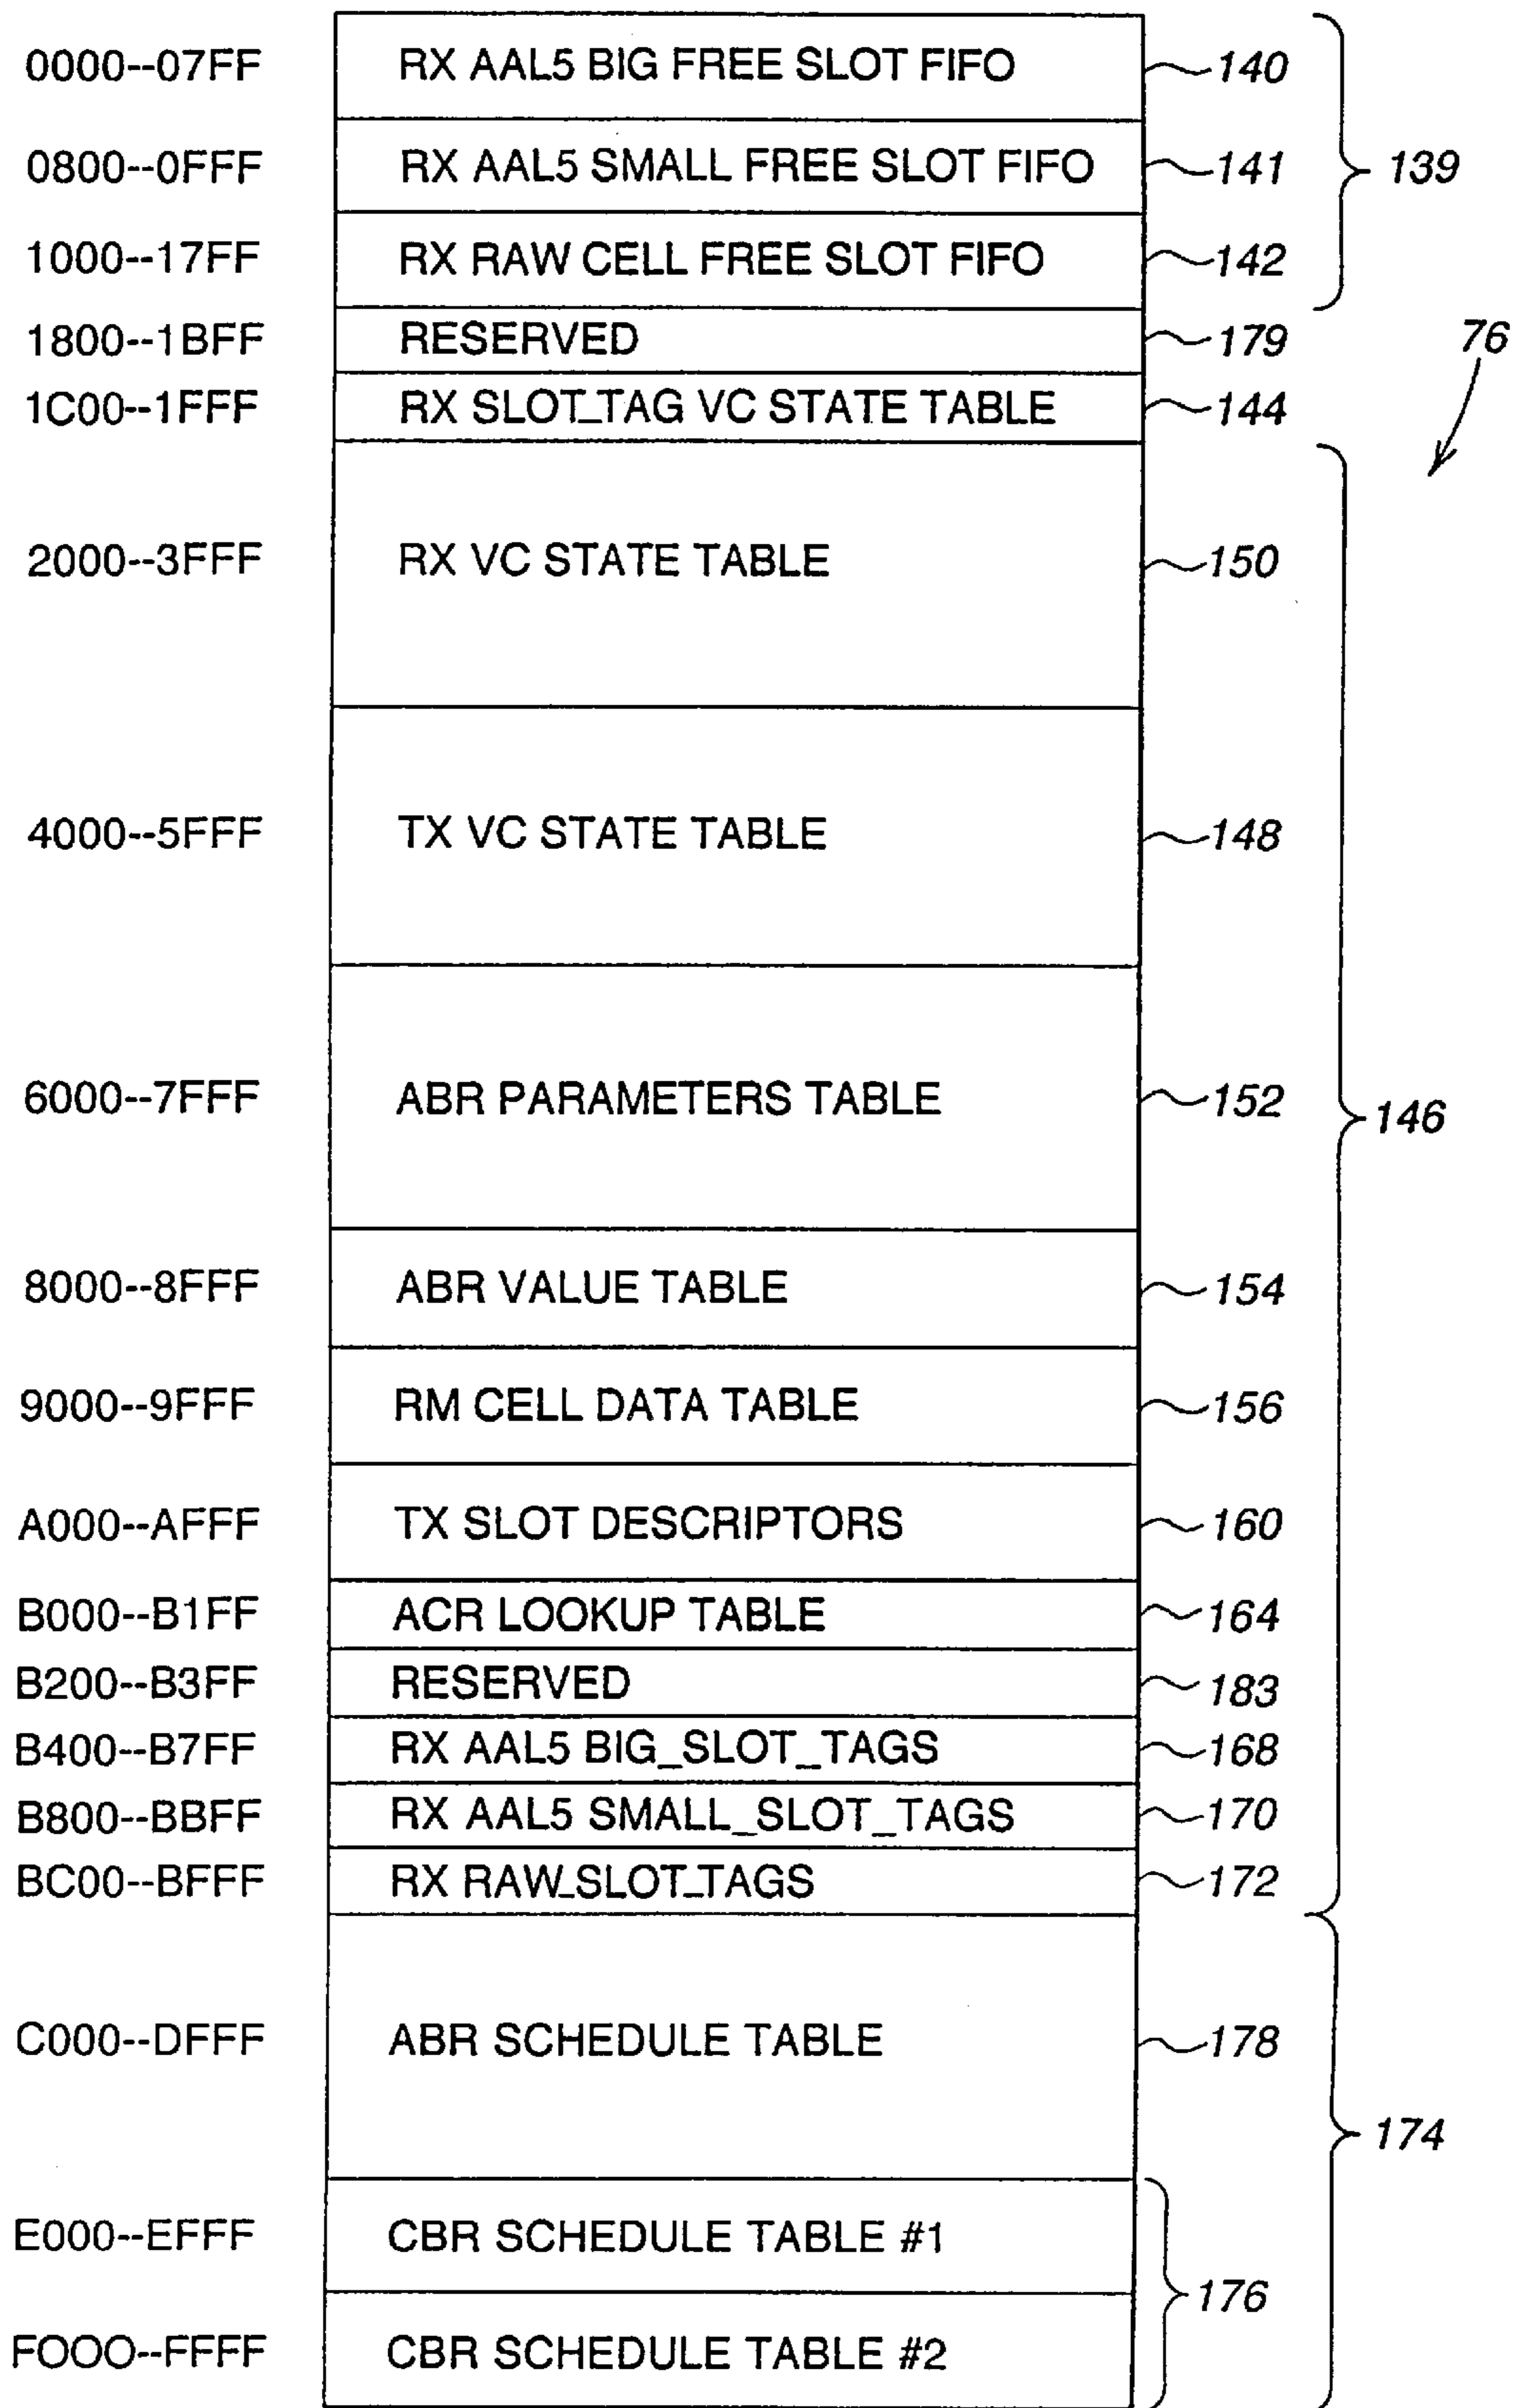 0000--07FF RX AAL5 BIG FREE SLOT FIFO 140
0800--0FFF RX AAL5 SMALL FREE SLOT FIFO 141 139
1000--17FF RX RAW CELL FREE SLOT FIFO 142
1800--1BFF RESERVED 179 76
1C00--1FFF RX SLOT_TAG VC STATE TABLE 144
2000--3FFF RX VC STATE TABLE 150
4000--5FFF TX VC STATE TABLE 148
6000--7FFF ABR PARAMETERS TABLE 152 146
8000--8FFF ABR VALUE TABLE 154
9000--9FFF RM CELL DATA TABLE 156
A000--AFFF TX SLOT DESCRIPTORS 160
B000--B1FF ACR LOOKUP TABLE 164
B200--B3FF RESERVED 183
B400--B7FF RX AAL5 BIG_SLOT_TAGS 168
B800--BBFF RX AAL5 SMALL_SLOT_TAGS 170
BC00--BFFF RX RAW_SLOT_TAGS 172
C000--DFFF ABR SCHEDULE TABLE 178
174
E000--EFFF CBR SCHEDULE TABLE #1
176
FOOO--FFFF CBR SCHEDULE TABLE #2